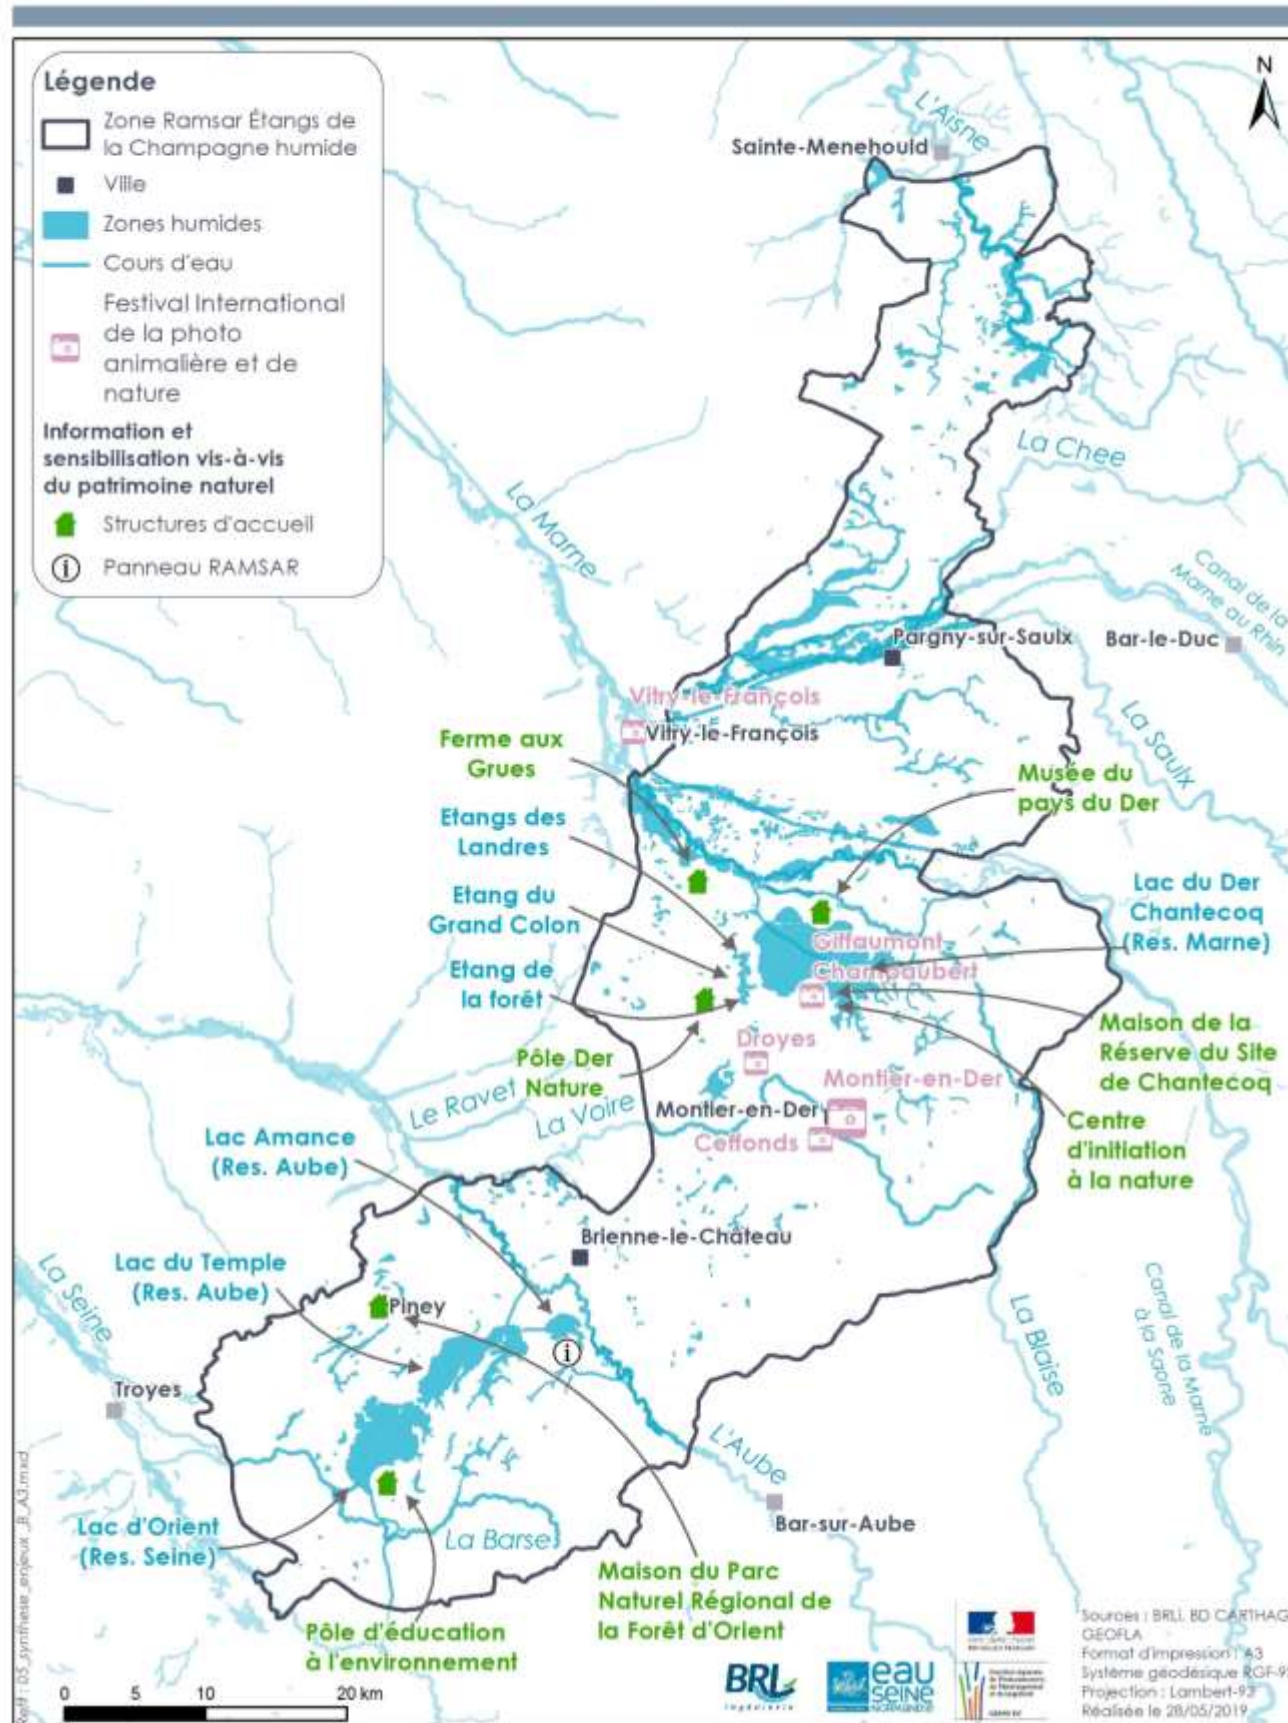 Légende
Zone Ramsar Étangs de
la Champagne humide
Ville
Zones humides
Cours d'eau
Festival International
de la photo
animalière et de
nature
Information et
sensibilisation vis-à-vis
du patrimoine naturel
Structures d'accueil
i Panneau RAMSAR
N
L'Aisne
Sainte-Menehould
La Chee
La Marne
Canal de la
Marne au Rhin
Pargny-sur-Saulx
Bar-le-Duc
Vitry-le-François
Vitry-le-François
La Saulx
Ferme aux
Grues
Musée du
pays du Der
Etangs des
Landres
Lac du Der
Chantecoq
(Res. Marne)
Etang du
Grand Colon
Giffaumont
Champaubert
Etang de
la forêt
Maison de la
Réserve du Site
de Chantecoq
Droyes
Pôle Der
Nature
Montier-en-Der
Le Ravet
La Voire
Montier-en-Der
Ceffonds
Centre
d'initiation
à la nature
Lac Amance
(Res. Aube)
Brienne-le-Château
Lac du Temple
(Res. Aube)
La Seine
Piney
i
La Blaise
Canal de la Marne
à la Saone
Troyes
L'Aube
Bar-sur-Aube
Lac d'Orient
(Res. Seine)
La Barse
Maison du Parc
Naturel Régional de
la Forêt d'Orient
Pôle d'éducation
à l'environnement
0 5 10 20 km
BRL
Ingénierie
eau
SEINE
NORMANDIE
Sources : BRLi, BD CARTHAG
GEOFLA
Format d'impression : A3
Système géodésique RGF-9
Projection : Lambert-93
Réalisée le 28/05/2019
05_synthese_enjeux_B_A3.mxd